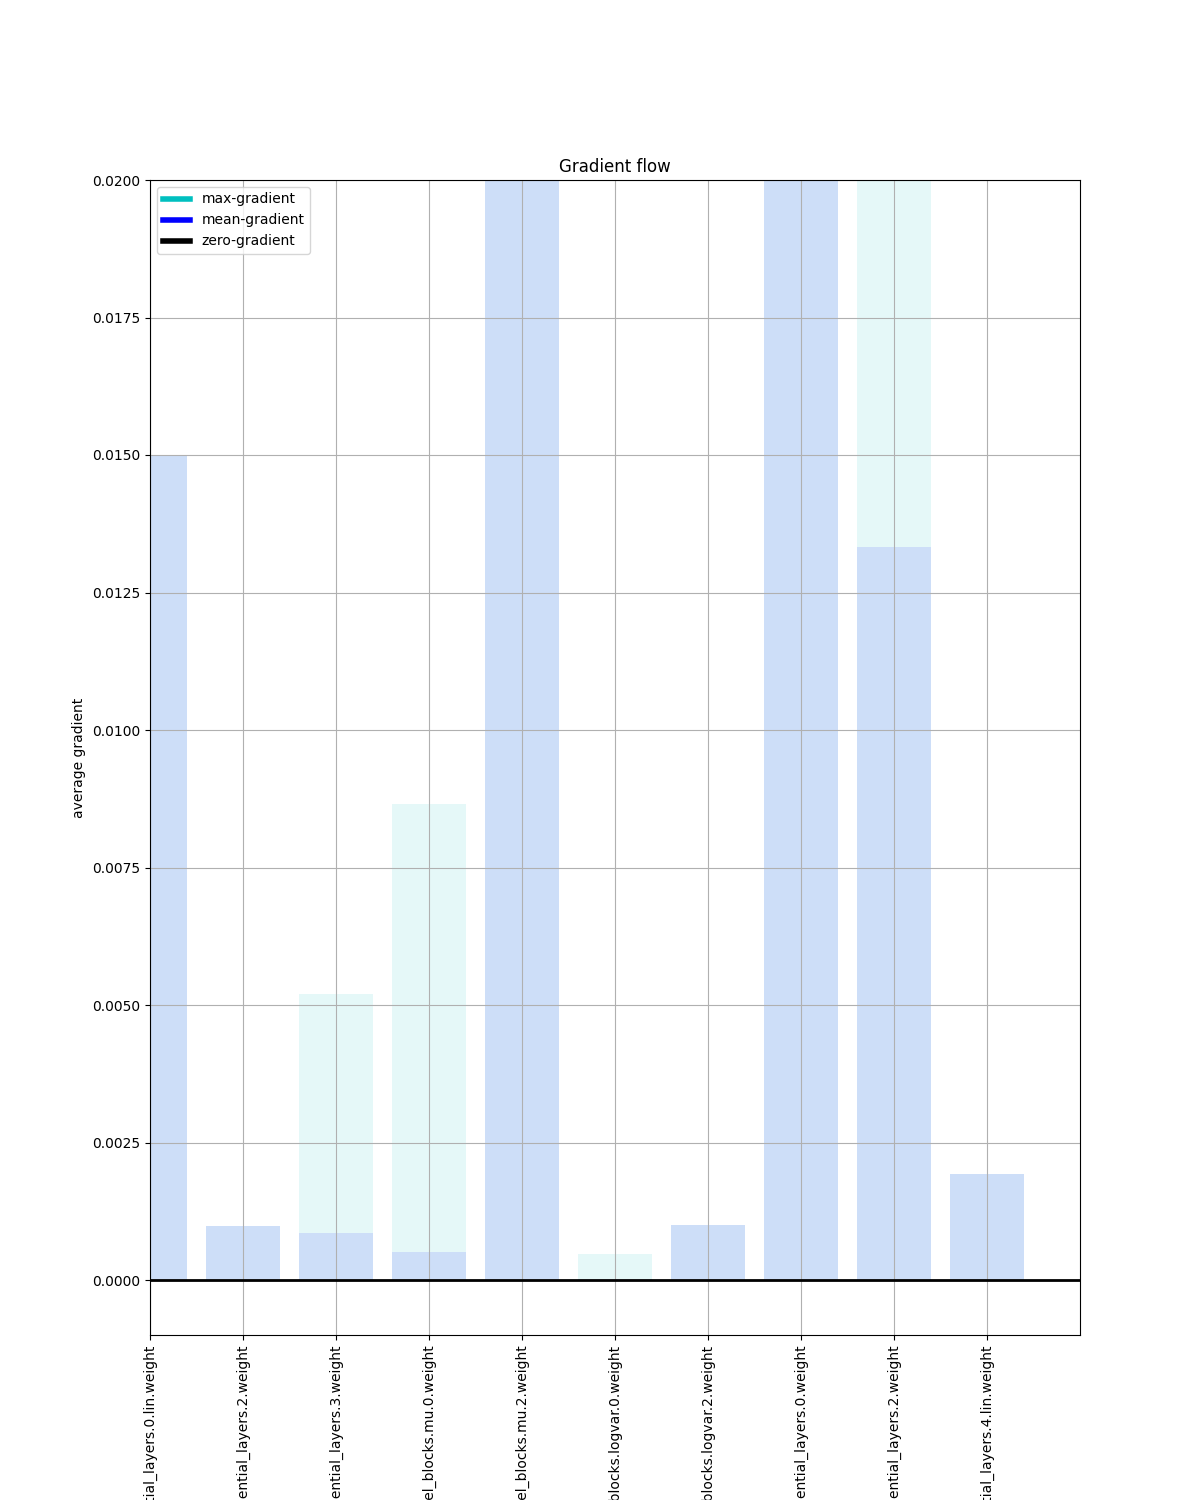 Gradient flow
max-gradient
mean-gradient
zero-gradient
average gradient
0.0200
0.0175
0.0150
0.0125
0.0100
0.0075
0.0050
0.0025
0.0000
tial_layers.0.lin.weight
ential_layers.2.weight
ential_layers.3.weight
el_blocks.mu.0.weight
el_blocks.mu.2.weight
blocks.logvar.0.weight
blocks.logvar.2.weight
ential_layers.0.weight
ential_layers.2.weight
tial_layers.4.lin.weight